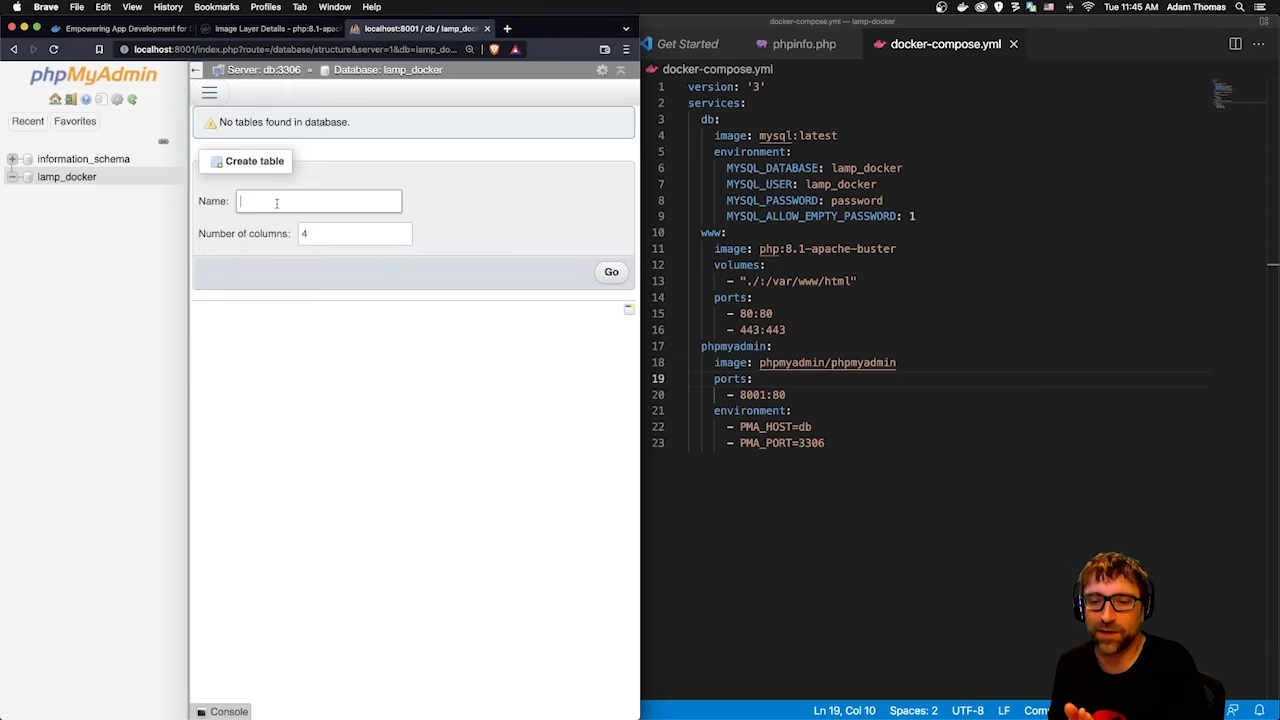 Brave File Edit View History Bookmarks Profiles Tab Window Help
Tue 11:45 AM Adam Thomas
Empowering App Development for D
Image Layer Details - php:8.1-apach
localhost:8001 / db / lamp_doc
localhost:8001/index.php?route=/database/structure&server=1&db=lamp_do...
phpMyAdmin
Recent Favorites
information_schema
lamp_docker
Server: db:3306 » Database: lamp_docker
No tables found in database.
Create table
Name:
Number of columns: 4
Go
Console
docker-compose.yml — lamp-docker
Get Started phpinfo.php docker-compose.yml
docker-compose.yml
1 version: '3'
2 services:
3 db:
4 image: mysql:latest
5 environment:
6 MYSQL_DATABASE: lamp_docker
7 MYSQL_USER: lamp_docker
8 MYSQL_PASSWORD: password
9 MYSQL_ALLOW_EMPTY_PASSWORD: 1
10 www:
11 image: php:8.1-apache-buster
12 volumes:
13 - "./:/var/www/html"
14 ports:
15 - 80:80
16 - 443:443
17 phpmyadmin:
18 image: phpmyadmin/phpmyadmin
19 ports:
20 - 8001:80
21 environment:
22 - PMA_HOST=db
23 - PMA_PORT=3306
Ln 19, Col 10 Spaces: 2 UTF-8 LF Com